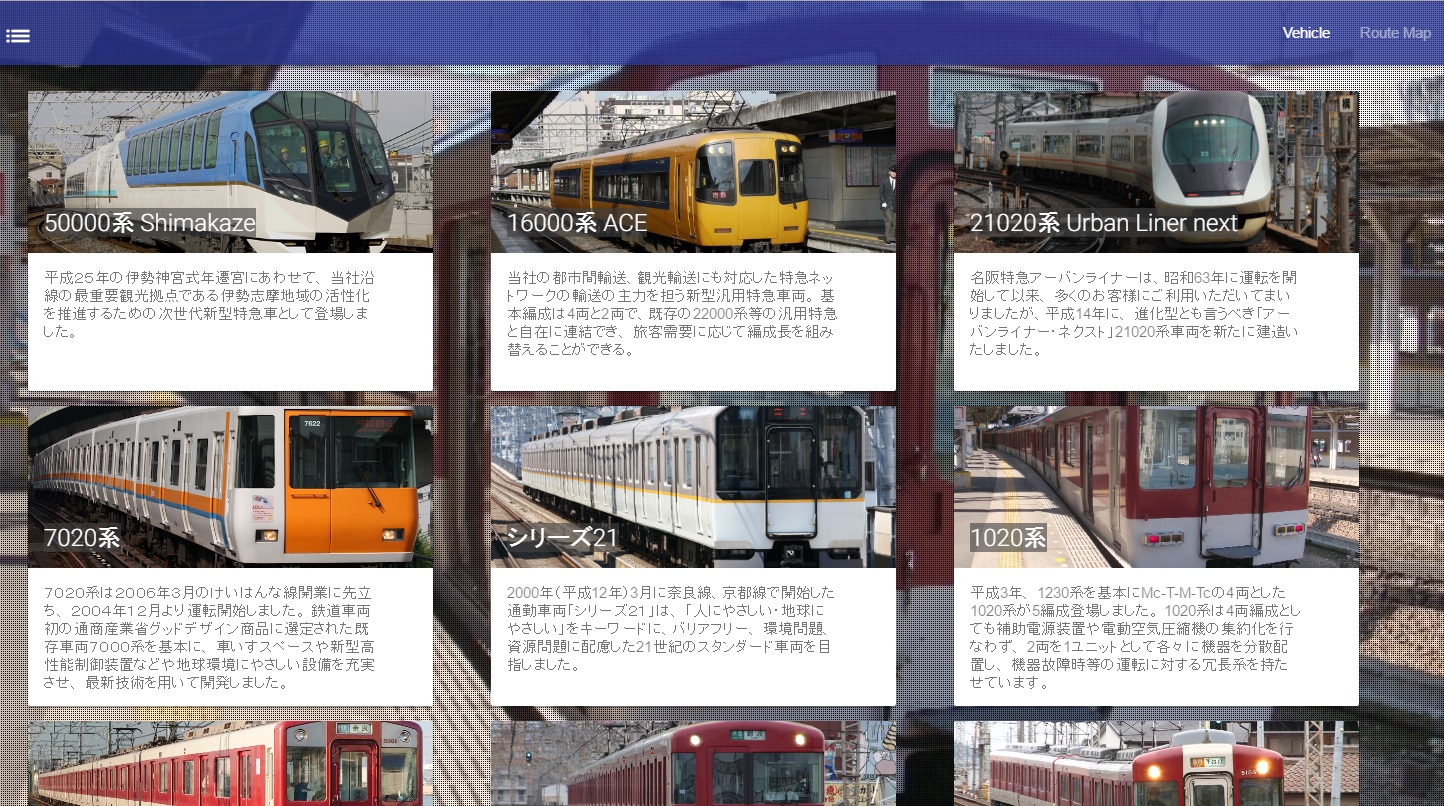 Vehicle
Route Map
50000系 Shimakaze
平成25年の伊勢神宮式年遷宮にあわせて、当社沿
線の最重要観光拠点である伊勢志摩地域の活性化
を推進するための次世代新型特急車として登場しま
した。
吉野
16000系 ACE
当社の都市間輸送、観光輸送にも対応した特急ネッ
トワークの輸送の主力を担う新型汎用特急車両。基
本編成は4両と2両で、既存の22000系等の汎用特急
と自在に連結でき、旅客需要に応じて編成長を組み
替えることができる。
21020系 Urban Liner next
名阪特急アーバンライナーは、昭和63年に運転を開
始して以来、多くのお客様にご利用いただいてまい
りましたが、平成14年に、進化型とも言うべき「アー
バンライナー・ネクスト」21020系車両を新たに建造い
たしました。
7622
7020系
7020系は2006年3月のけいはんな線開業に先立
ち、2004年12月より運転開始しました。鉄道車両
初の通商産業省グッドデザイン商品に選定された既
存車両7000系を基本に、車いすスペースや新型高
性能制御装置などや地球環境にやさしい設備を充実
させ、最新技術を用いて開発しました。
シリーズ21
2000年（平成12年）3月に奈良線、京都線で開始した
通勤車両「シリーズ21」は、「人にやさしい・地球に
やさしい」をキーワードに、バリアフリー、環境問題、
資源問題に配慮した21世紀のスタンダード車両を目
指しました。
1020系
平成3年、1230系を基本にMc-T-M-Tcの4両とした
1020系が5編成登場しました。1020系は4両編成とし
ても補助電源装置や電動空気圧縮機の集約化を行
なわず、2両を1ユニットとして各々に機器を分散配
置し、機器故障時等の運転に対する冗長系を持た
せています。